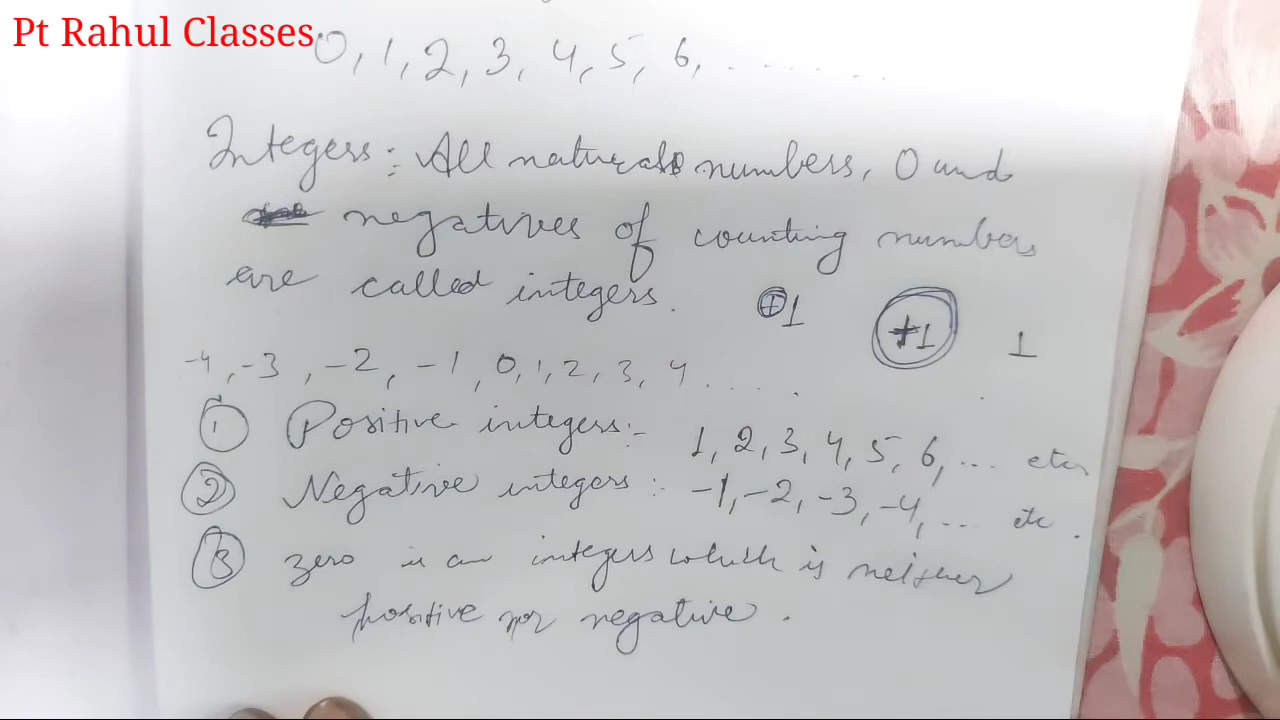 Pt Rahul Classes
0, 1, 2, 3, 4, 5, 6, . . . . . .
Integers: All natural numbers, 0 and
negatives of counting numbers
are called integers.
+1 +1 1
-4, -3, -2, -1, 0, 1, 2, 3, 4 . . . . .
① Positive integers:- 1, 2, 3, 4, 5, 6, ... etc
② Negative integers:- -1, -2, -3, -4, ... etc.
③ zero is an integers which is neither
positive nor negative.